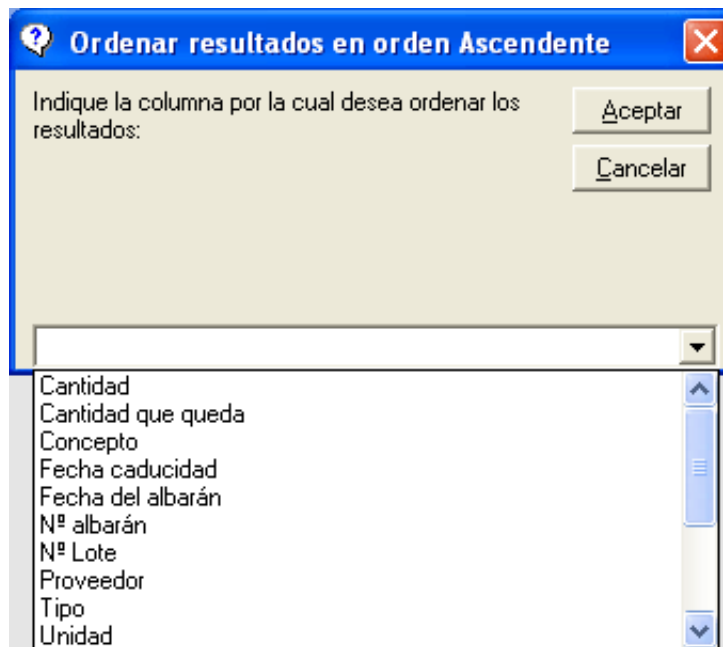 Ordenar resultados en orden Ascendente
Indique la columna por la cual desea ordenar los
resultados:
Aceptar
Cancelar
Cantidad
Cantidad que queda
Concepto
Fecha caducidad
Fecha del albarán
Nº albarán
Nº Lote
Proveedor
Tipo
Unidad